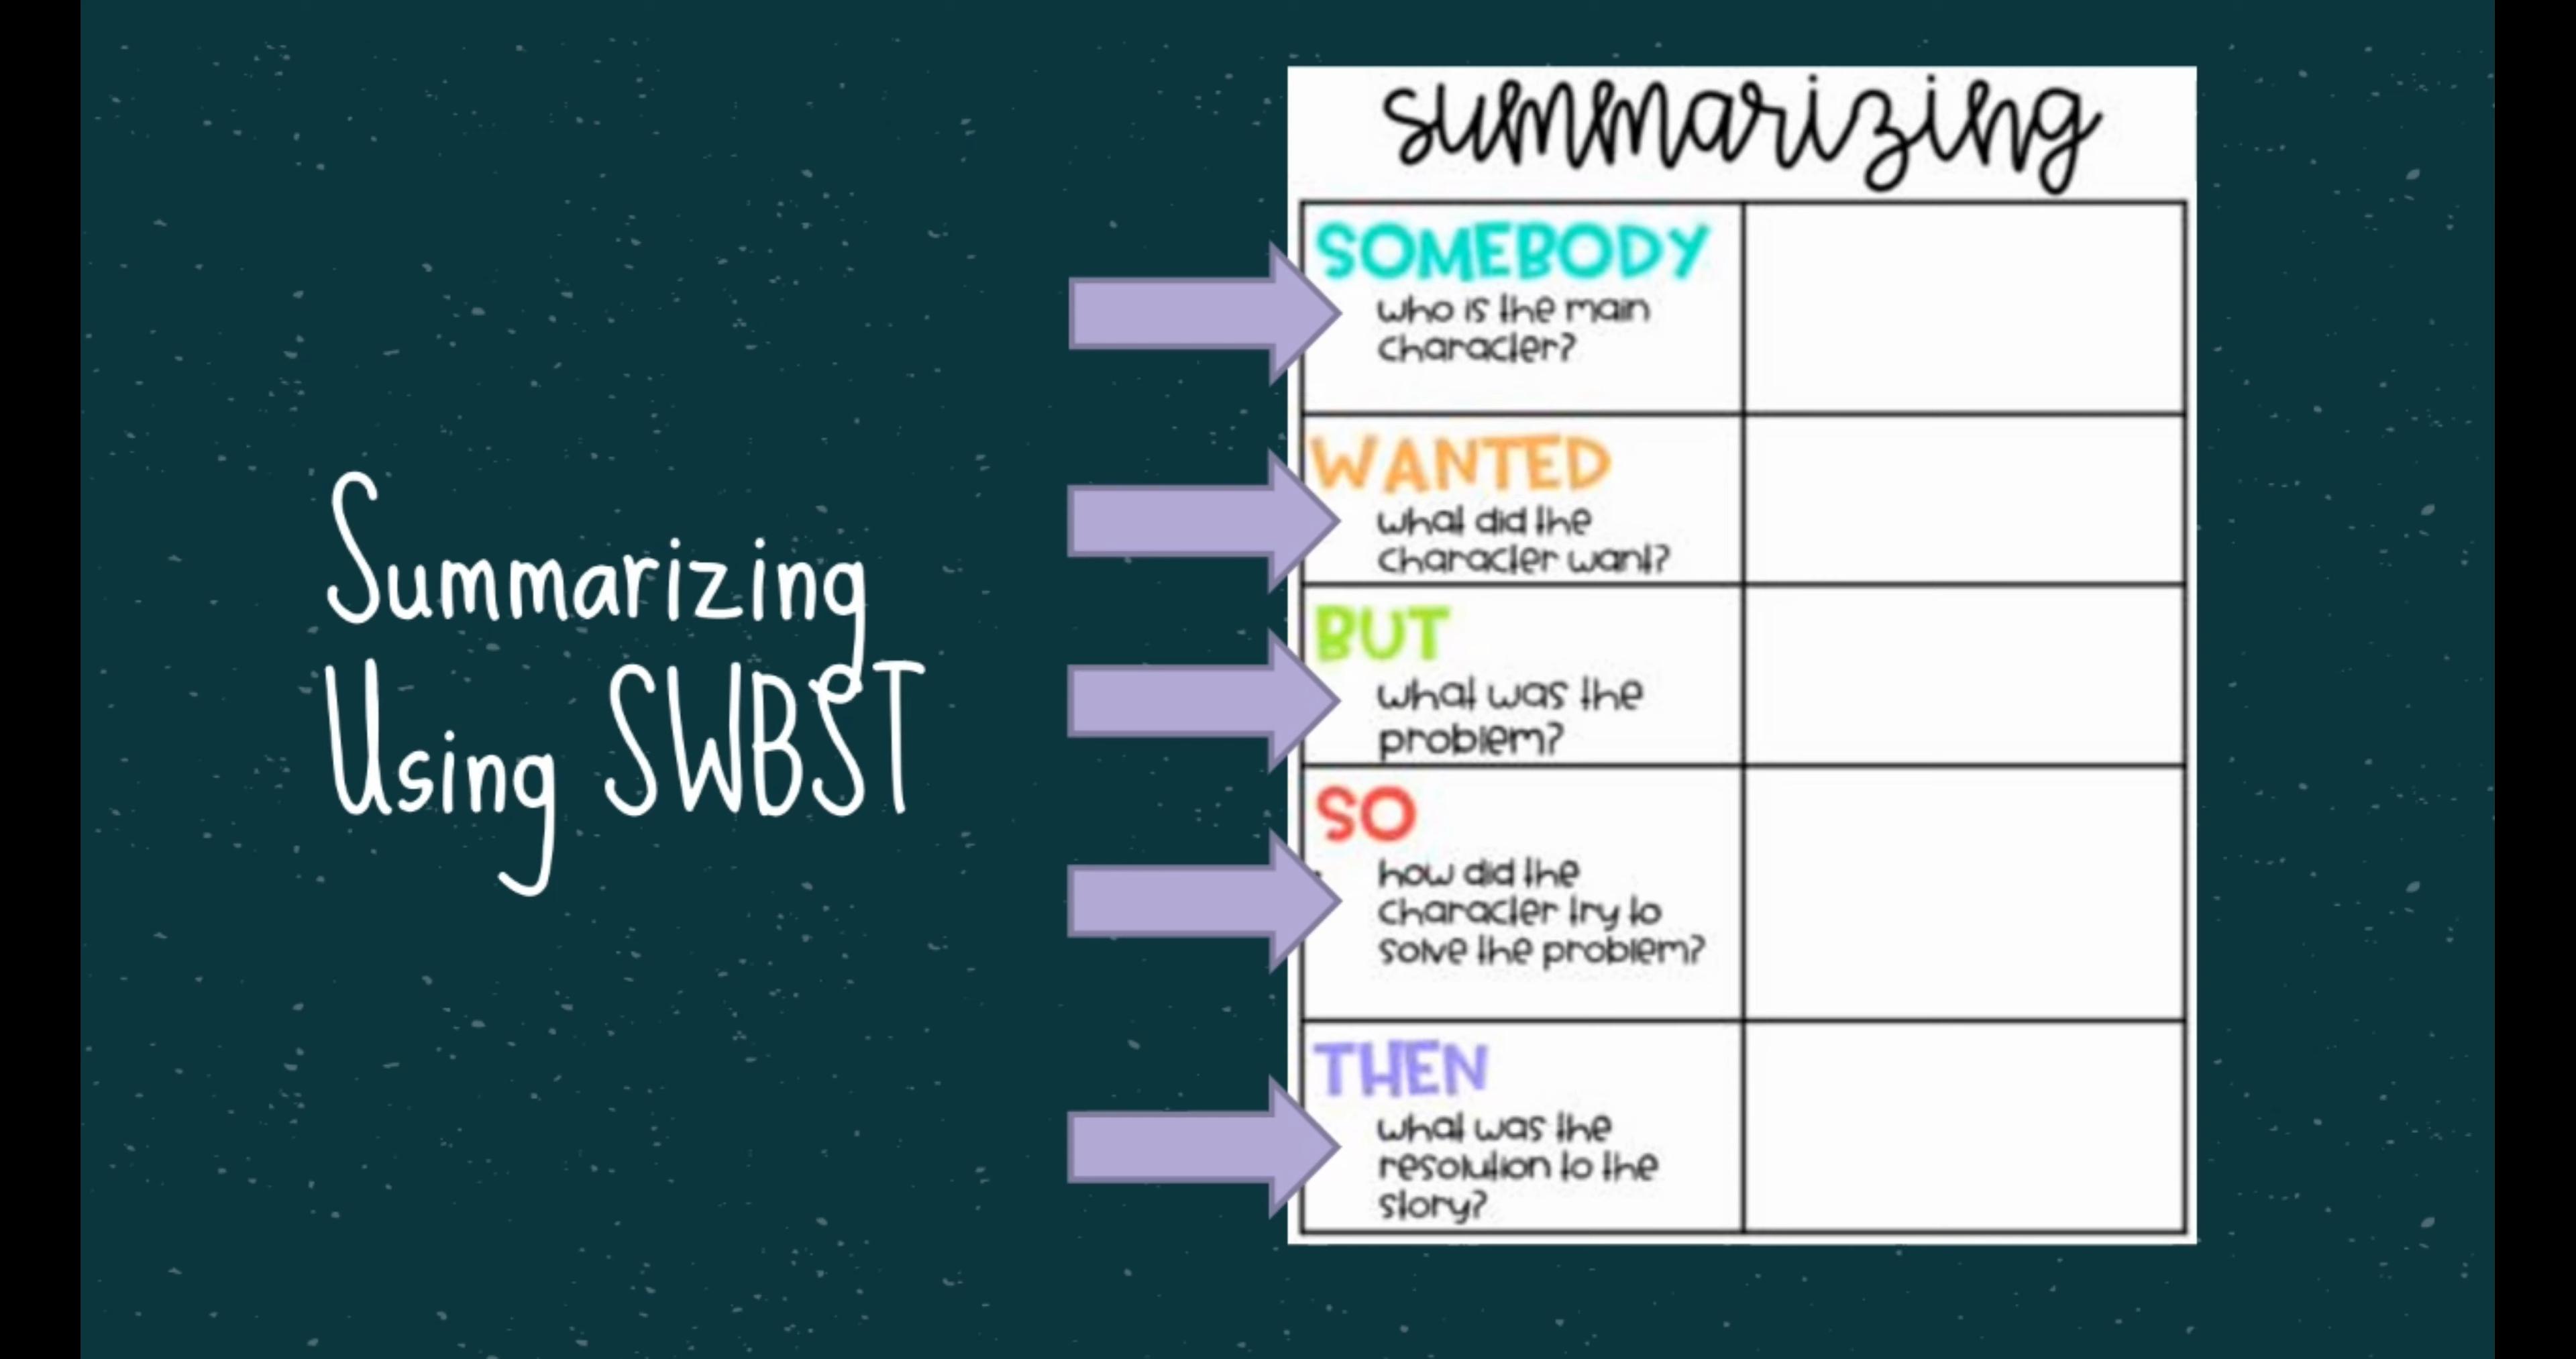 Summarizing
Using SWBST
summarizing
SOMEBODY
who is the main
character?
WANTED
what did the
character want?
BUT
what was the
problem?
SO
how did the
character try to
solve the problem?
THEN
what was the
resolution to the
story?